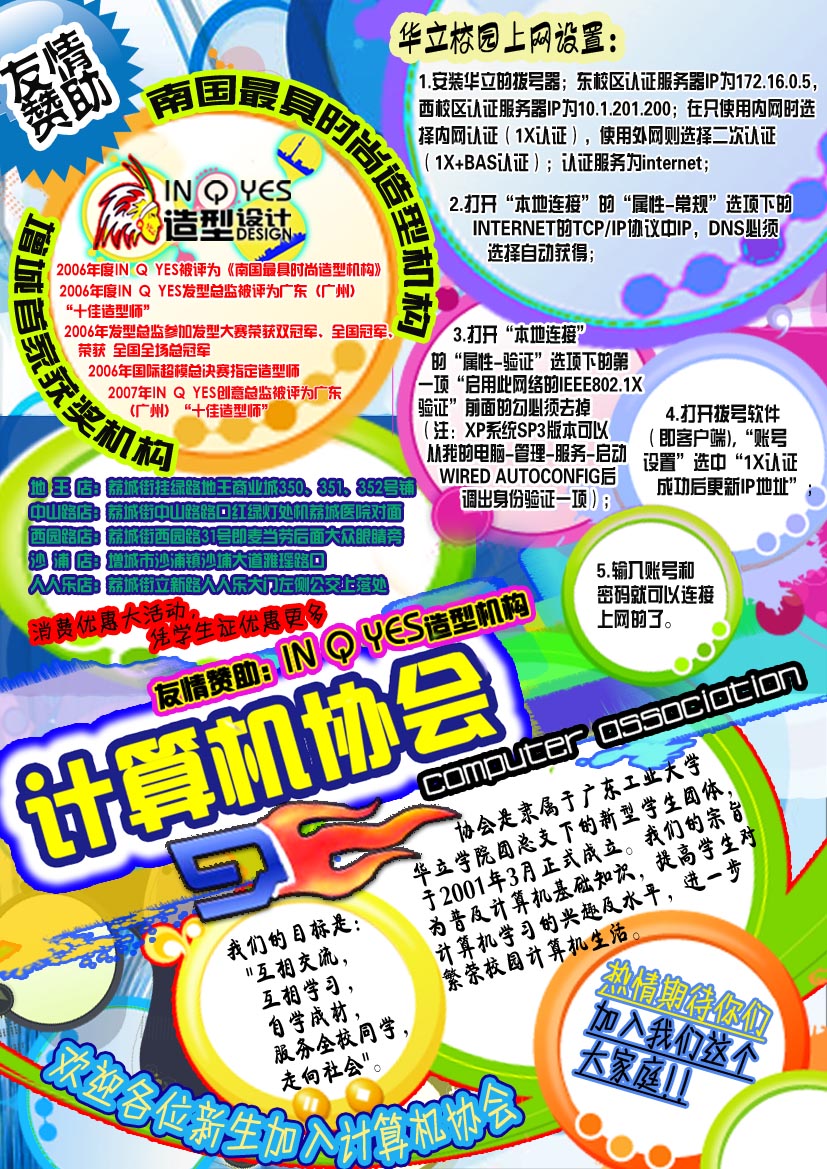 友情
赞助
南国最具时尚造型机构
增城首家获奖机构
IN Q YES
造型设计
DESIGN
2006年度IN Q YES被评为《南国最具时尚造型机构》
2006年度IN Q YES发型总监被评为广东（广州）
“十佳造型师”
2006年发型总监参加发型大赛荣获双冠军、全国冠军、
荣获 全国全场总冠军
2006年国际超模总决赛指定造型师
2007年IN Q YES创意总监被评为广东
（广州）“十佳造型师”
地 王 店：荔城街挂绿路地王商业城350、351、352号铺
中山路店：荔城街中山路路口红绿灯处机荔城医院对面
西园路店：荔城街西园路31号即麦当劳后面大众眼睛旁
沙 浦 店：增城市沙浦镇沙埔大道雅瑶路口
人人乐店：荔城街立新路人人乐大门左侧公交上落处
消费优惠大活动，
凭学生证优惠更多
华立校园上网设置：
1.安装华立的拨号器；东校区认证服务器IP为172.16.0.5，
西校区认证服务器IP为10.1.201.200；在只使用内网时选
择内网认证（1X认证），使用外网则选择二次认证
（1X+BAS认证）；认证服务为internet；
2.打开“本地连接”的“属性-常规”选项下的
INTERNET的TCP/IP协议中IP，DNS必须
选择自动获得；
3.打开“本地连接”
的“属性-验证”选项下的第
一项“启用此网络的IEEE802.1X
验证”前面的勾必须去掉
（注：XP系统SP3版本可以
从我的电脑-管理-服务-启动
WIRED AUTOCONFIG后
调出身份验证一项）；
4.打开拨号软件
（即客户端），“账号
设置”选中“1X认证
成功后更新IP地址”；
5.输入账号和
密码就可以连接
上网的了。
友情赞助：IN Q YES造型机构
计算机协会
computer association
协会是隶属于广东工业大学
华立学院团总支下的新型学生团体，
于2001年3月正式成立。我们的宗旨
为普及计算机基础知识，提高学生对
计算机学习的兴趣及水平，进一步
繁荣校园计算机生活。
我们的目标是：
"互相交流，
互相学习，
自学成材，
服务全校同学，
走向社会"。
热情期待你们
加入我们这个
大家庭!!
欢迎各位新生加入计算机协会